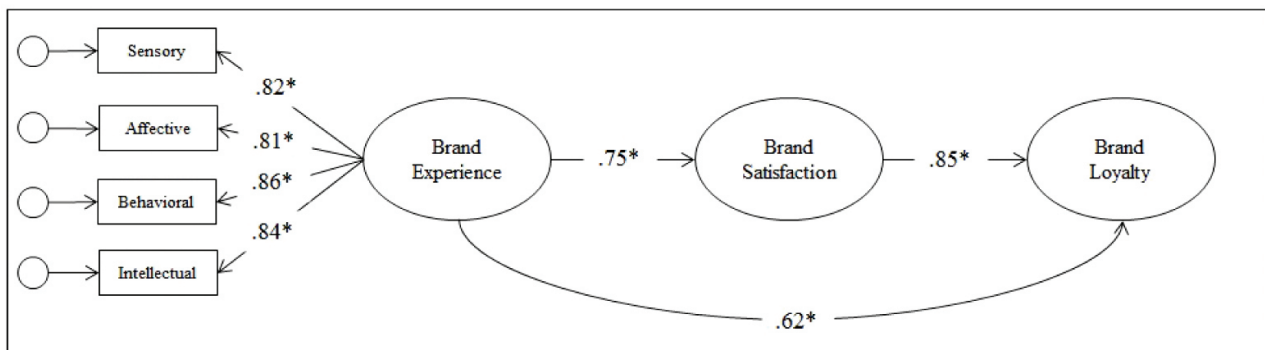 Sensory
.82*
Affective
.81*
Behavioral
.86*
Intellectual
.84*
Brand
Experience
.75*
Brand
Satisfaction
.85*
Brand
Loyalty
.62*